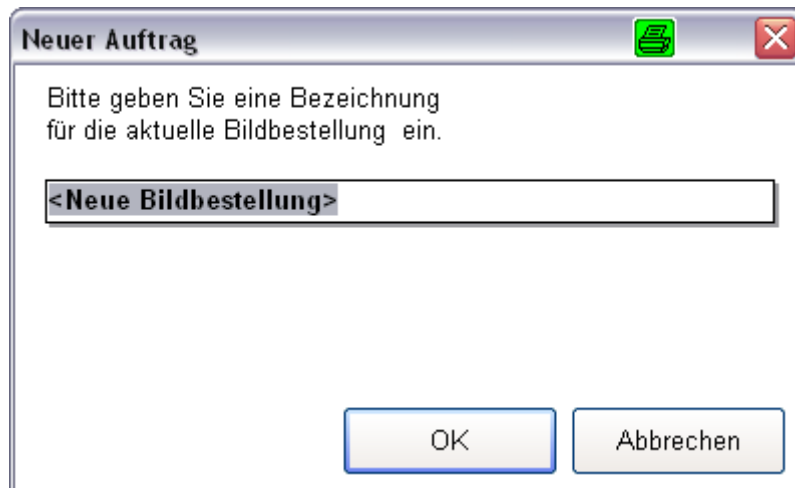 Neuer Auftrag
Bitte geben Sie eine Bezeichnung
für die aktuelle Bildbestellung  ein.
<Neue Bildbestellung>
OK
Abbrechen